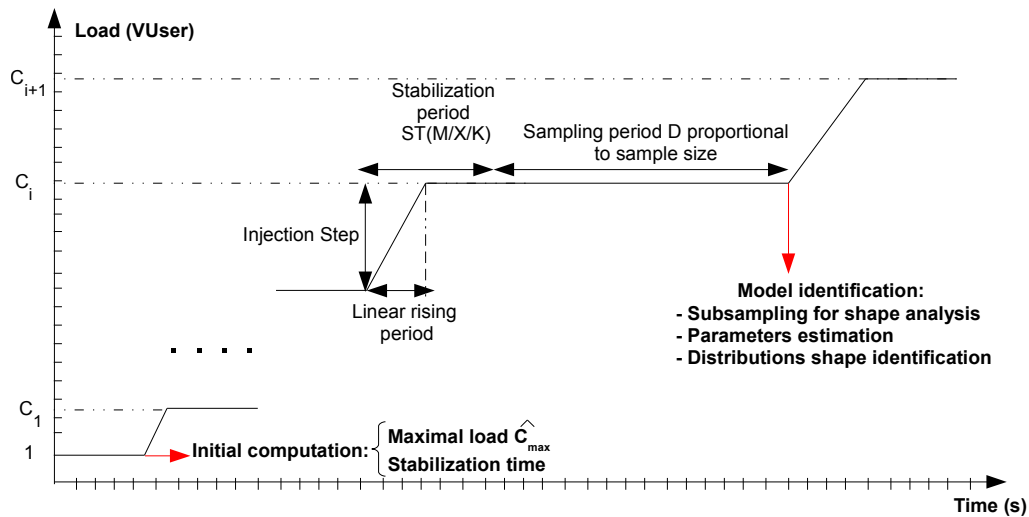 Load (VUser)
C i+1
Stabilization
period
ST(M/X/K)
Sampling period D proportional
to sample size
C i
Injection Step
Linear rising
period
Model identification:
- Subsampling for shape analysis
- Parameters estimation
- Distributions shape identification
. . . .
C 1
1
Initial computation:
Maximal load Ĉ max
Stabilization time
Time (s)